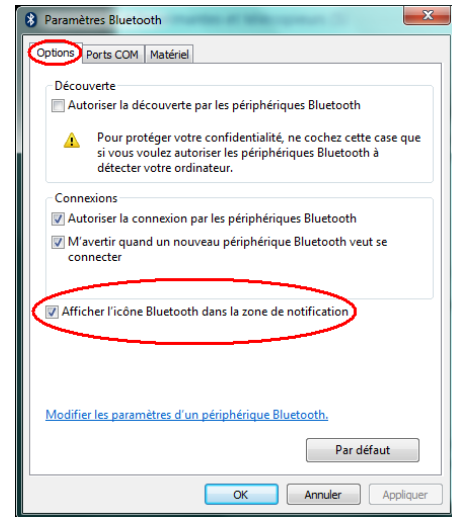 Paramètres Bluetooth
Options Ports COM Matériel
Découverte
Autoriser la découverte par les périphériques Bluetooth
Pour protéger votre confidentialité, ne cochez cette case que
si vous voulez autoriser les périphériques Bluetooth à
détecter votre ordinateur.
Connexions
Autoriser la connexion par les périphériques Bluetooth
M'avertir quand un nouveau périphérique Bluetooth veut se
connecter
Afficher l'icône Bluetooth dans la zone de notification
Modifier les paramètres d'un périphérique Bluetooth.
Par défaut
OK Annuler Appliquer